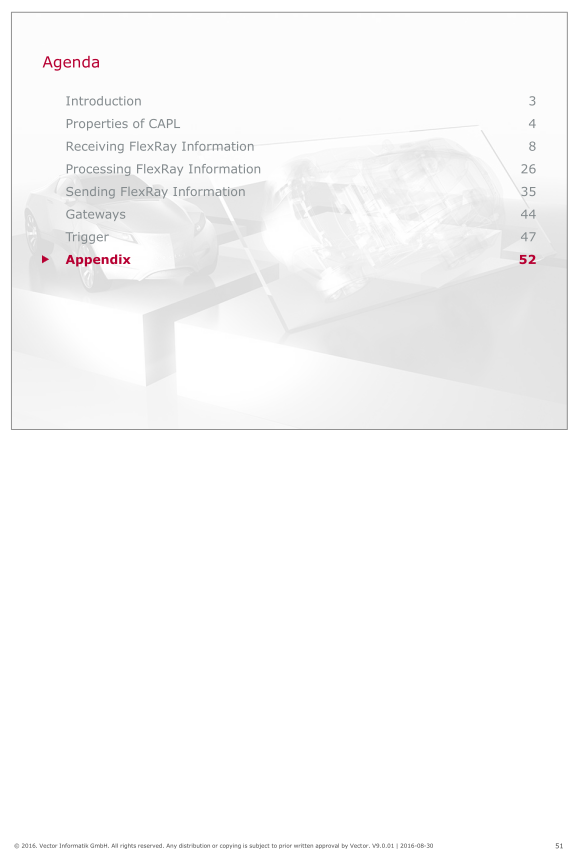 Agenda
Introduction 3
Properties of CAPL 4
Receiving FlexRay Information 8
Processing FlexRay Information 26
Sending FlexRay Information 35
Gateways 44
Trigger 47
Appendix 52
© 2016. Vector Informatik GmbH. All rights reserved. Any distribution or copying is subject to prior written approval by Vector. V9.0.01 | 2016-08-30 51